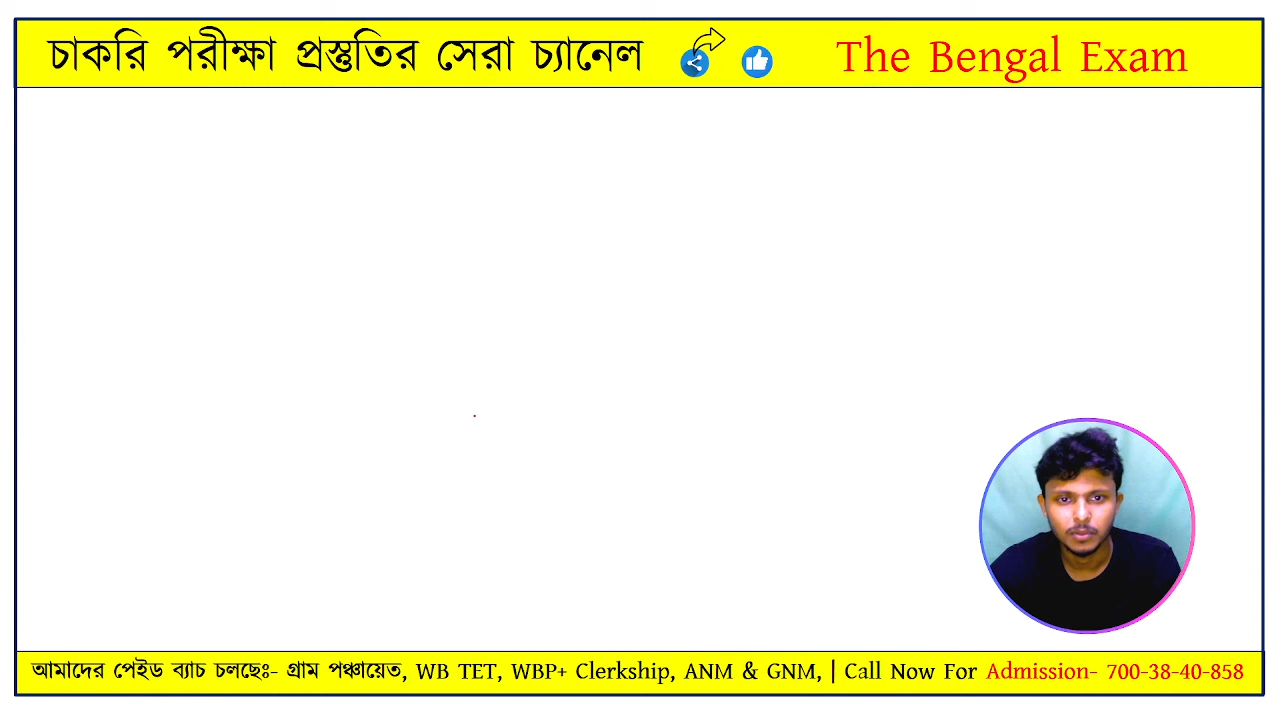 চাকরি পরীক্ষা প্রস্তুতির সেরা চ্যানেল The Bengal Exam
আমাদের পেইড ব্যাচ চলছেঃ- গ্রাম পঞ্চায়েত, WB TET, WBP+ Clerkship, ANM & GNM, | Call Now For Admission- 700-38-40-858